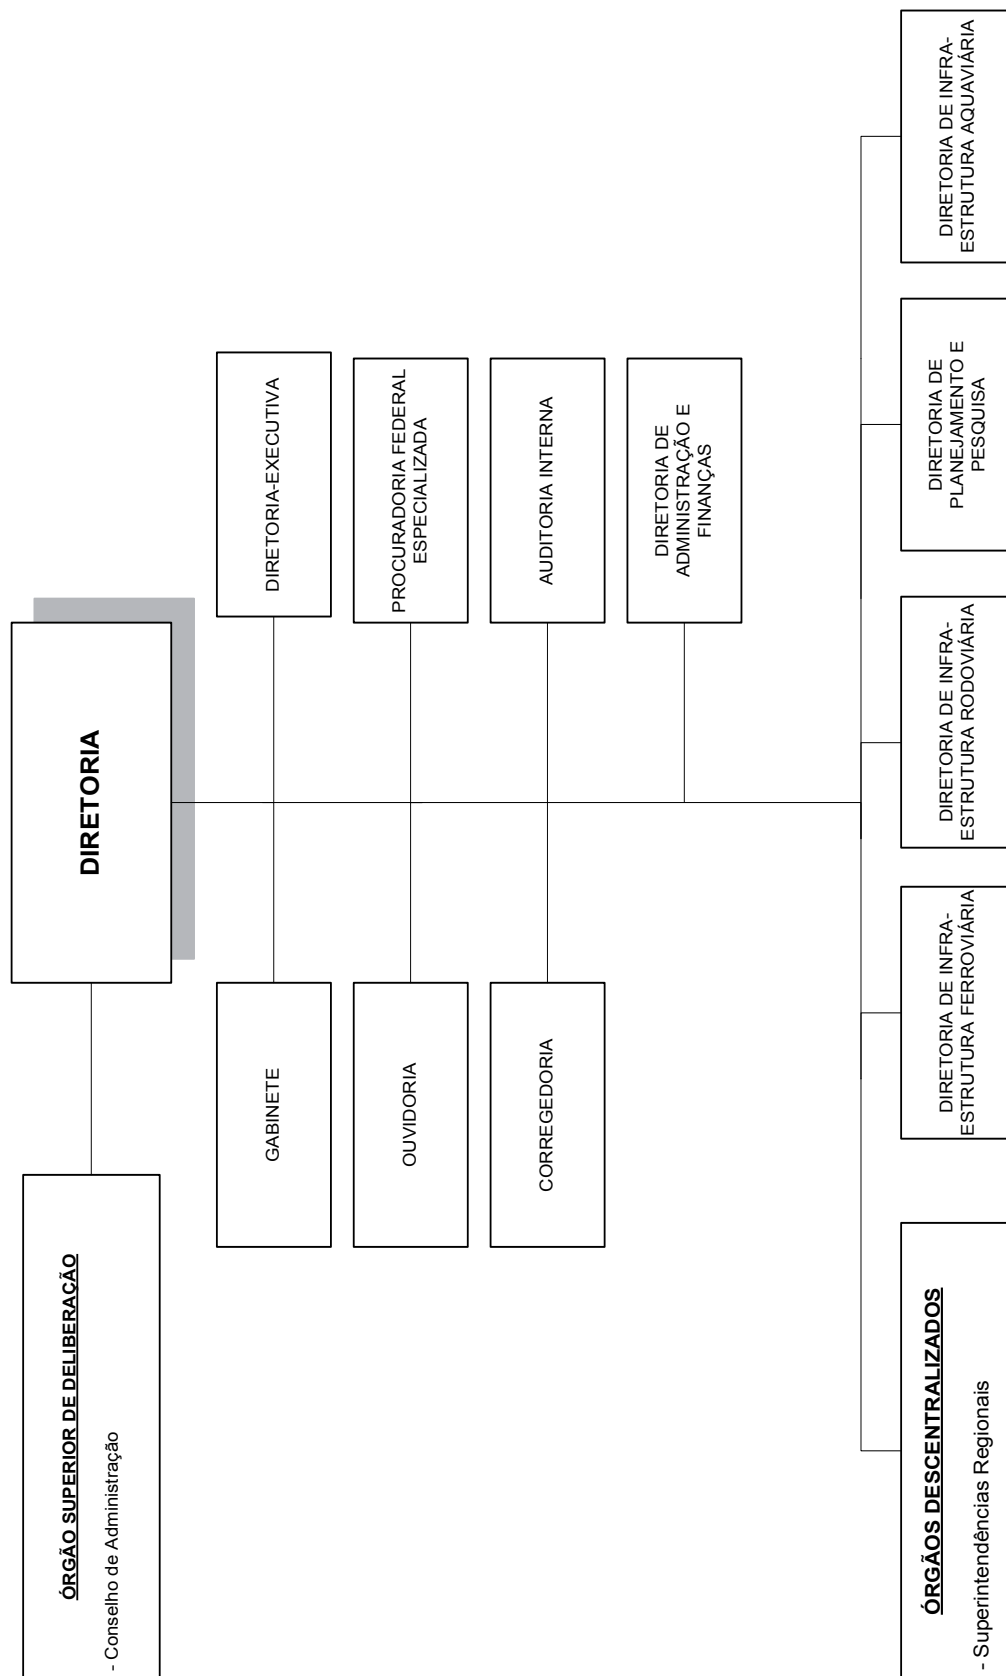 ÓRGÃO SUPERIOR DE DELIBERAÇÃO
- Conselho de Administração
DIRETORIA
GABINETE
DIRETORIA-EXECUTIVA
OUVIDORIA
PROCURADORIA FEDERAL
ESPECIALIZADA
CORREGEDORIA
AUDITORIA INTERNA
DIRETORIA DE
ADMINISTRAÇÃO E
FINANÇAS
ÓRGÃOS DESCENTRALIZADOS
- Superintendências Regionais
DIRETORIA DE INFRA-
ESTRUTURA FERROVIÁRIA
DIRETORIA DE INFRA-
ESTRUTURA RODOVIÁRIA
DIRETORIA DE
PLANEJAMENTO E
PESQUISA
DIRETORIA DE INFRA-
ESTRUTURA AQUAVIÁRIA